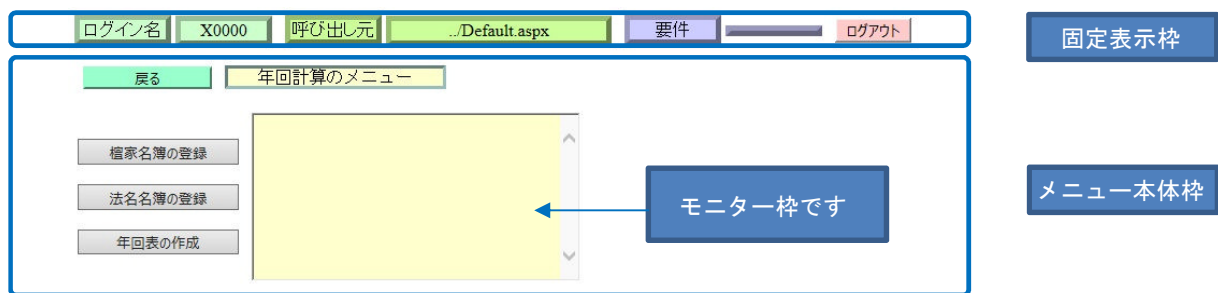 ログイン名 X0000 呼び出し元 ../Default.aspx 要件 ログアウト
固定表示枠
戻る 年回計算のメニュー
檀家名簿の登録
法名名簿の登録
年回表の作成
モニター枠です
メニュー本体枠